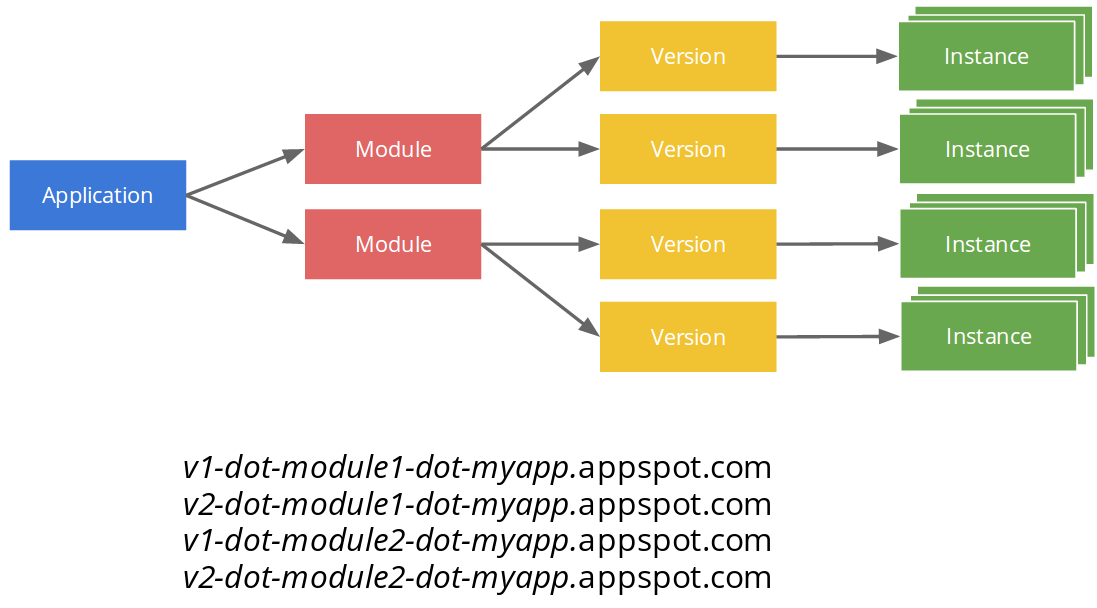 Application
Module
Module
Version
Version
Version
Version
Instance
Instance
Instance
Instance
v1-dot-module1-dot-myapp.appspot.com
v2-dot-module1-dot-myapp.appspot.com
v1-dot-module2-dot-myapp.appspot.com
v2-dot-module2-dot-myapp.appspot.com